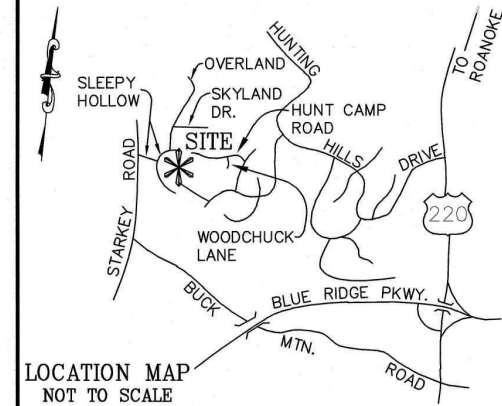 TO
ROANOKE
OVERLAND
HUNTING
SLEEPY
HOLLOW
SKYLAND
DR.
SITE
HUNT CAMP
ROAD
HILLS
DRIVE
STARKEY
ROAD
WOODCHUCK
LANE
220
BUCK
MTN.
ROAD
BLUE RIDGE PKWY.
LOCATION MAP
NOT TO SCALE